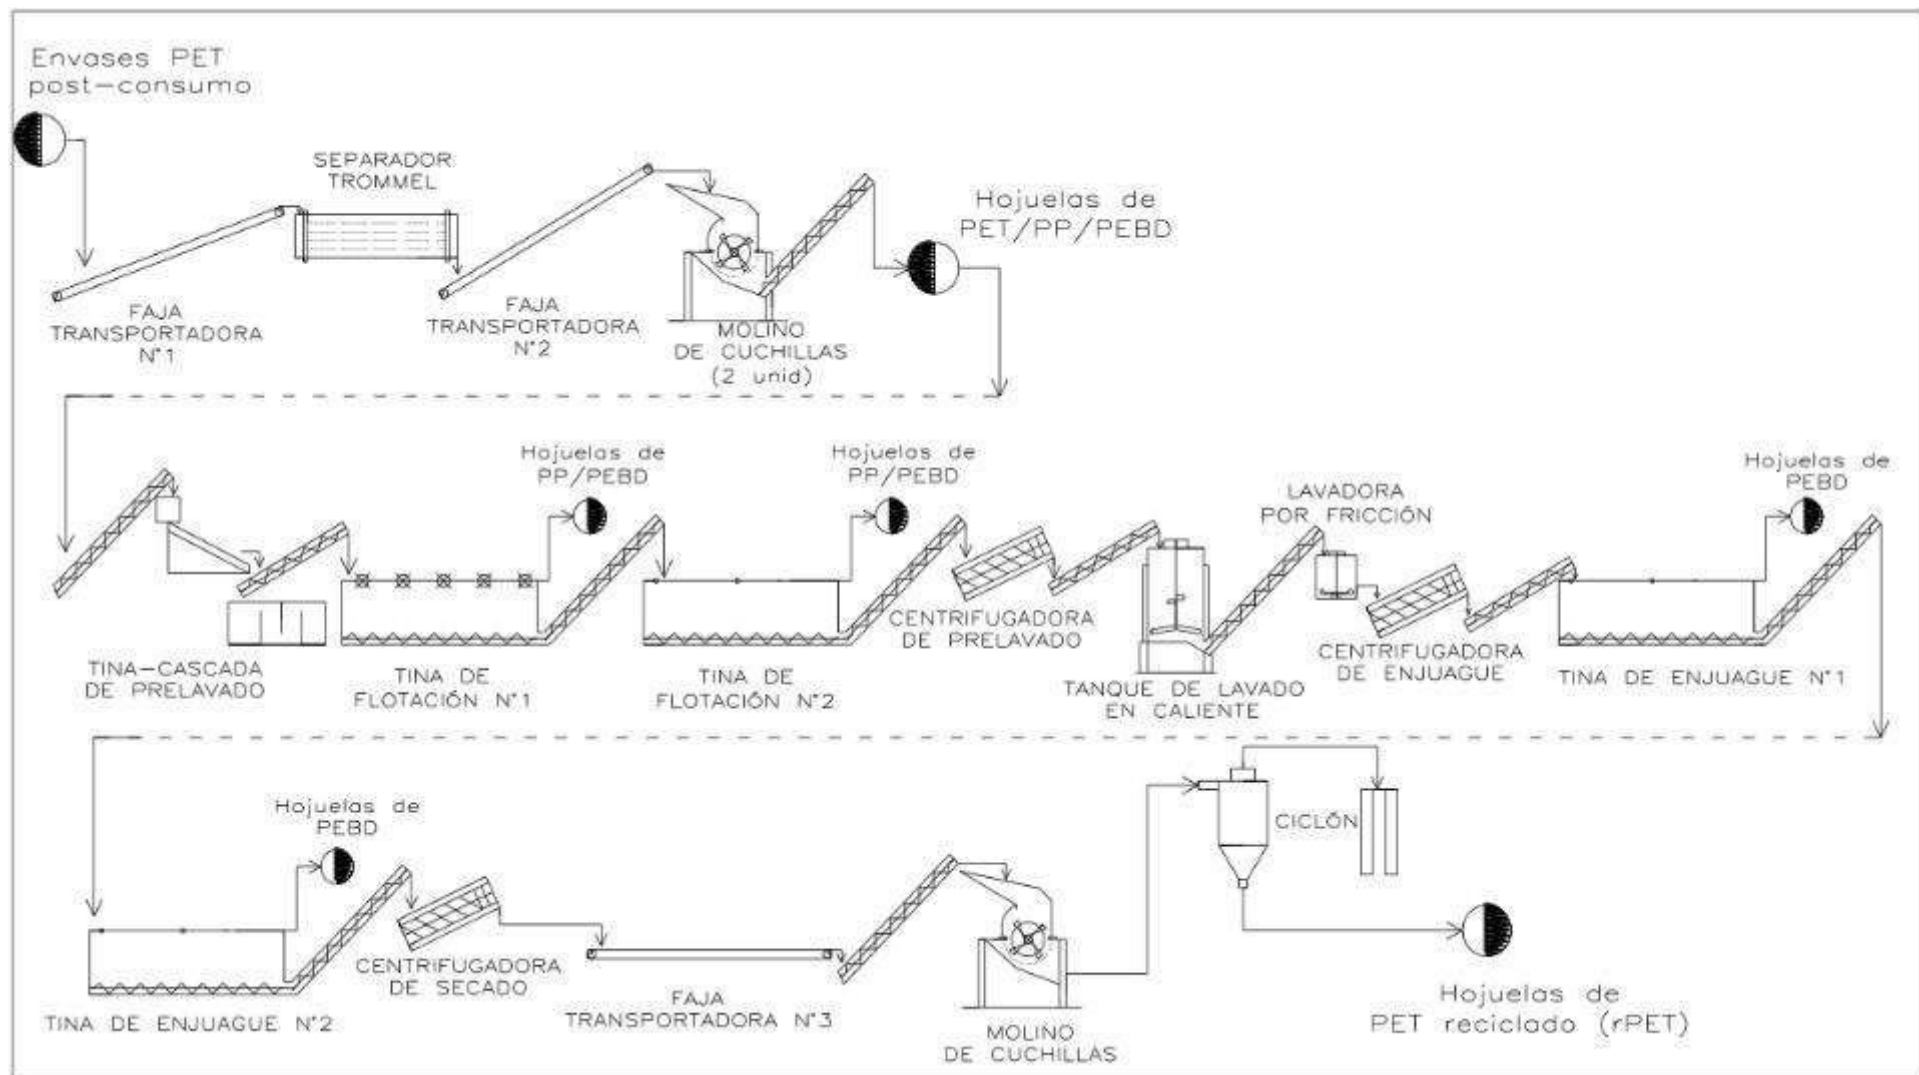 Envases PET
post-consumo
SEPARADOR
TROMMEL
FAJA
TRANSPORTADORA
N°1
FAJA
TRANSPORTADORA
N°2
MOLINO
DE CUCHILLAS
(2 unid)
Hojuelas de
PET/PP/PEBD
TINA-CASCADA
DE PRELAVADO
Hojuelas de
PP/PEBD
TINA DE
FLOTACIÓN N°1
Hojuelas de
PP/PEBD
TINA DE
FLOTACIÓN N°2
CENTRIFUGADORA
DE PRELAVADO
TANQUE DE LAVADO
EN CALIENTE
LAVADORA
POR FRICCIÓN
CENTRIFUGADORA
DE ENJUAGUE
Hojuelas de
PEBD
TINA DE ENJUAGUE N°1
Hojuelas de
PEBD
TINA DE ENJUAGUE N°2
CENTRIFUGADORA
DE SECADO
FAJA
TRANSPORTADORA N°3
MOLINO
DE CUCHILLAS
CICLÓN
Hojuelas de
PET reciclado (rPET)